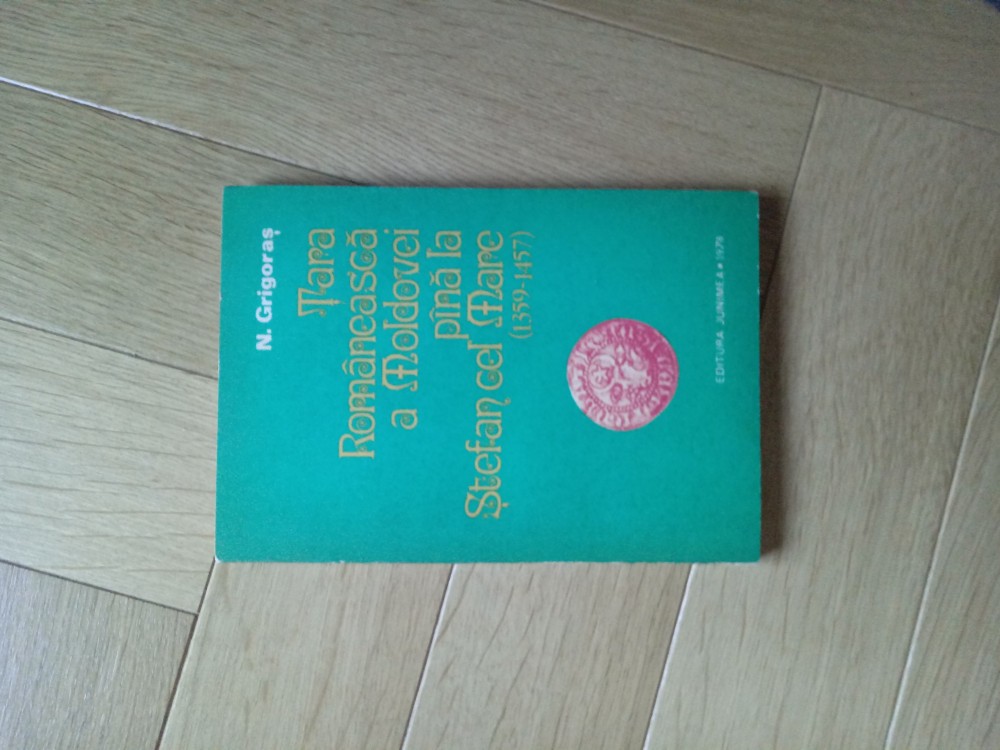 N. Grigoraș
Țara
Românească
a Moldovei
pînă la
Ștefan cel Mare
(1359-1457)
EDITURA JUNIMEA • 1978